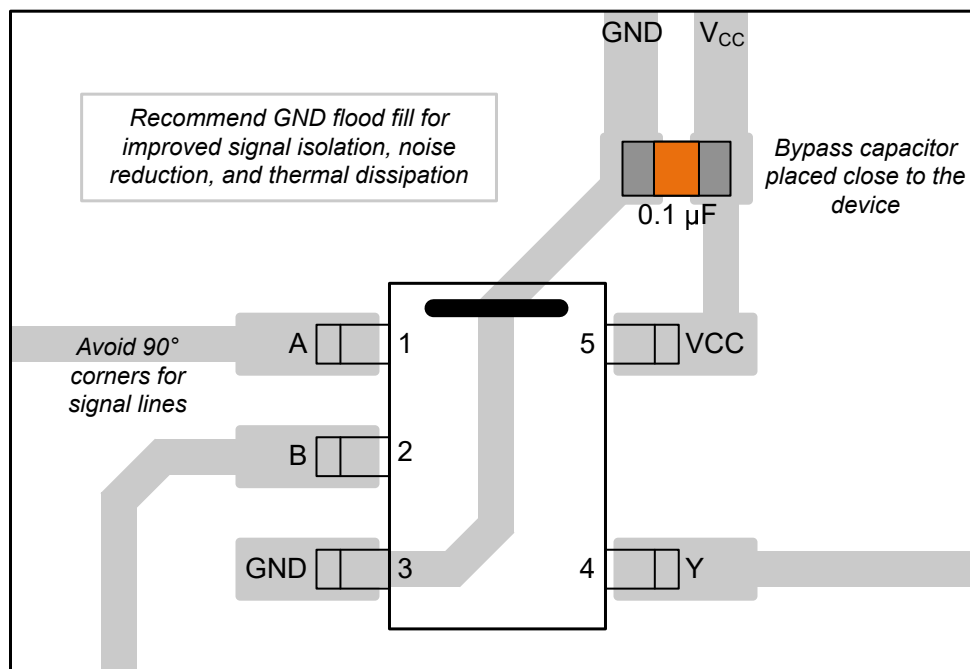 GND
V_CC
Recommend GND flood fill for
improved signal isolation, noise
reduction, and thermal dissipation
Bypass capacitor
placed close to the
device
0.1 µF
A
1
5
VCC
Avoid 90°
corners for
signal lines
B
2
GND
3
4
Y